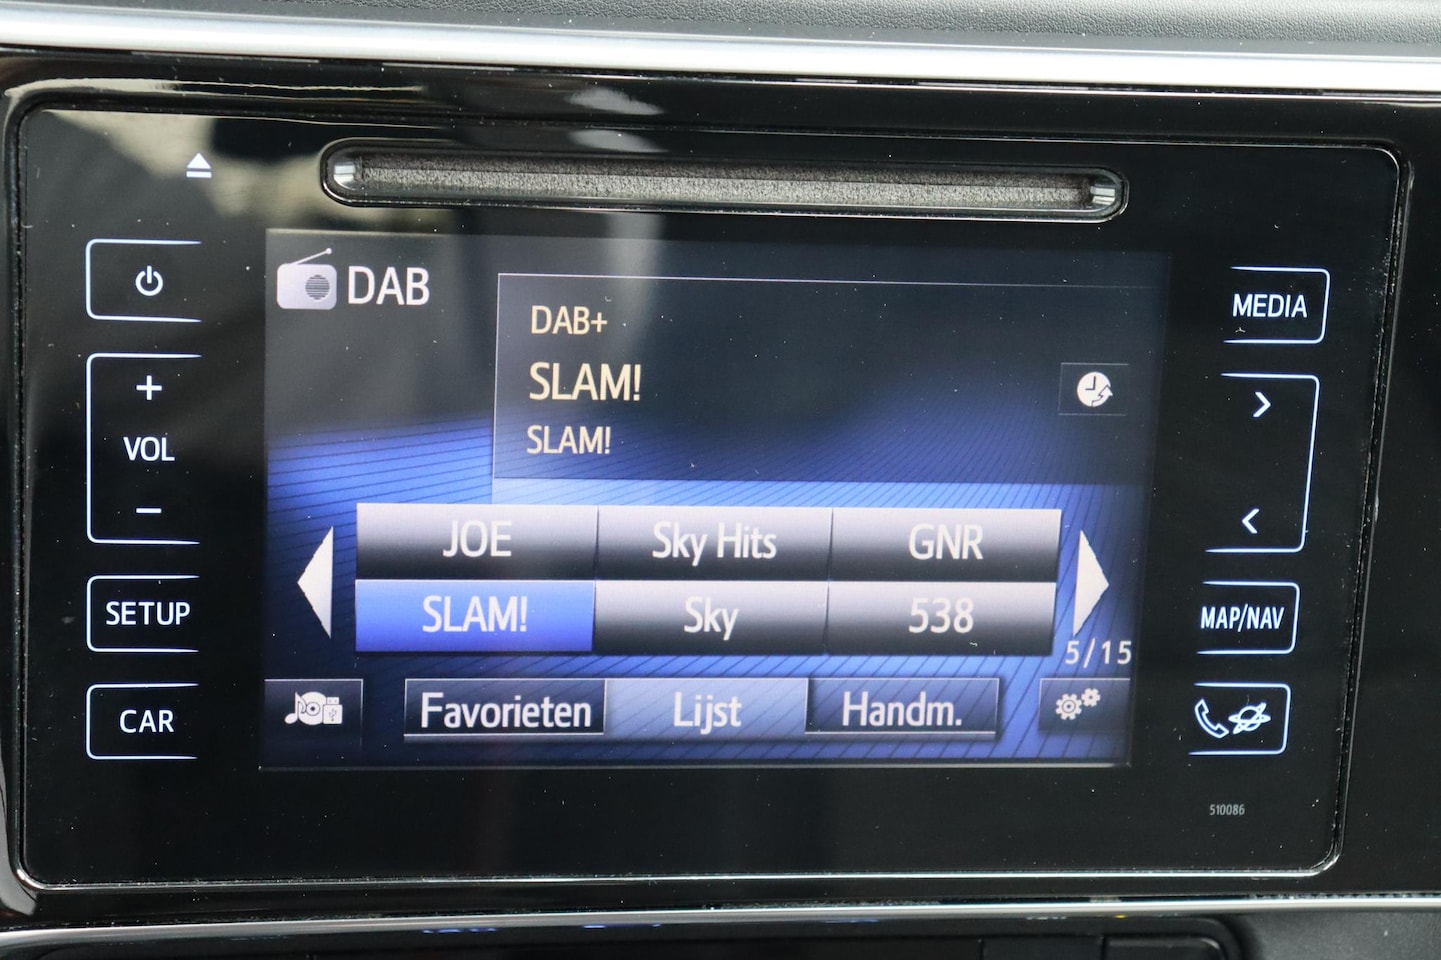 DAB
DAB+
SLAM!
SLAM!
JOE
Sky Hits
GNR
SLAM!
Sky
538
5/15
Favorieten
Lijst
Handm.
VOL
SETUP
CAR
MEDIA
MAP/NAV
510086